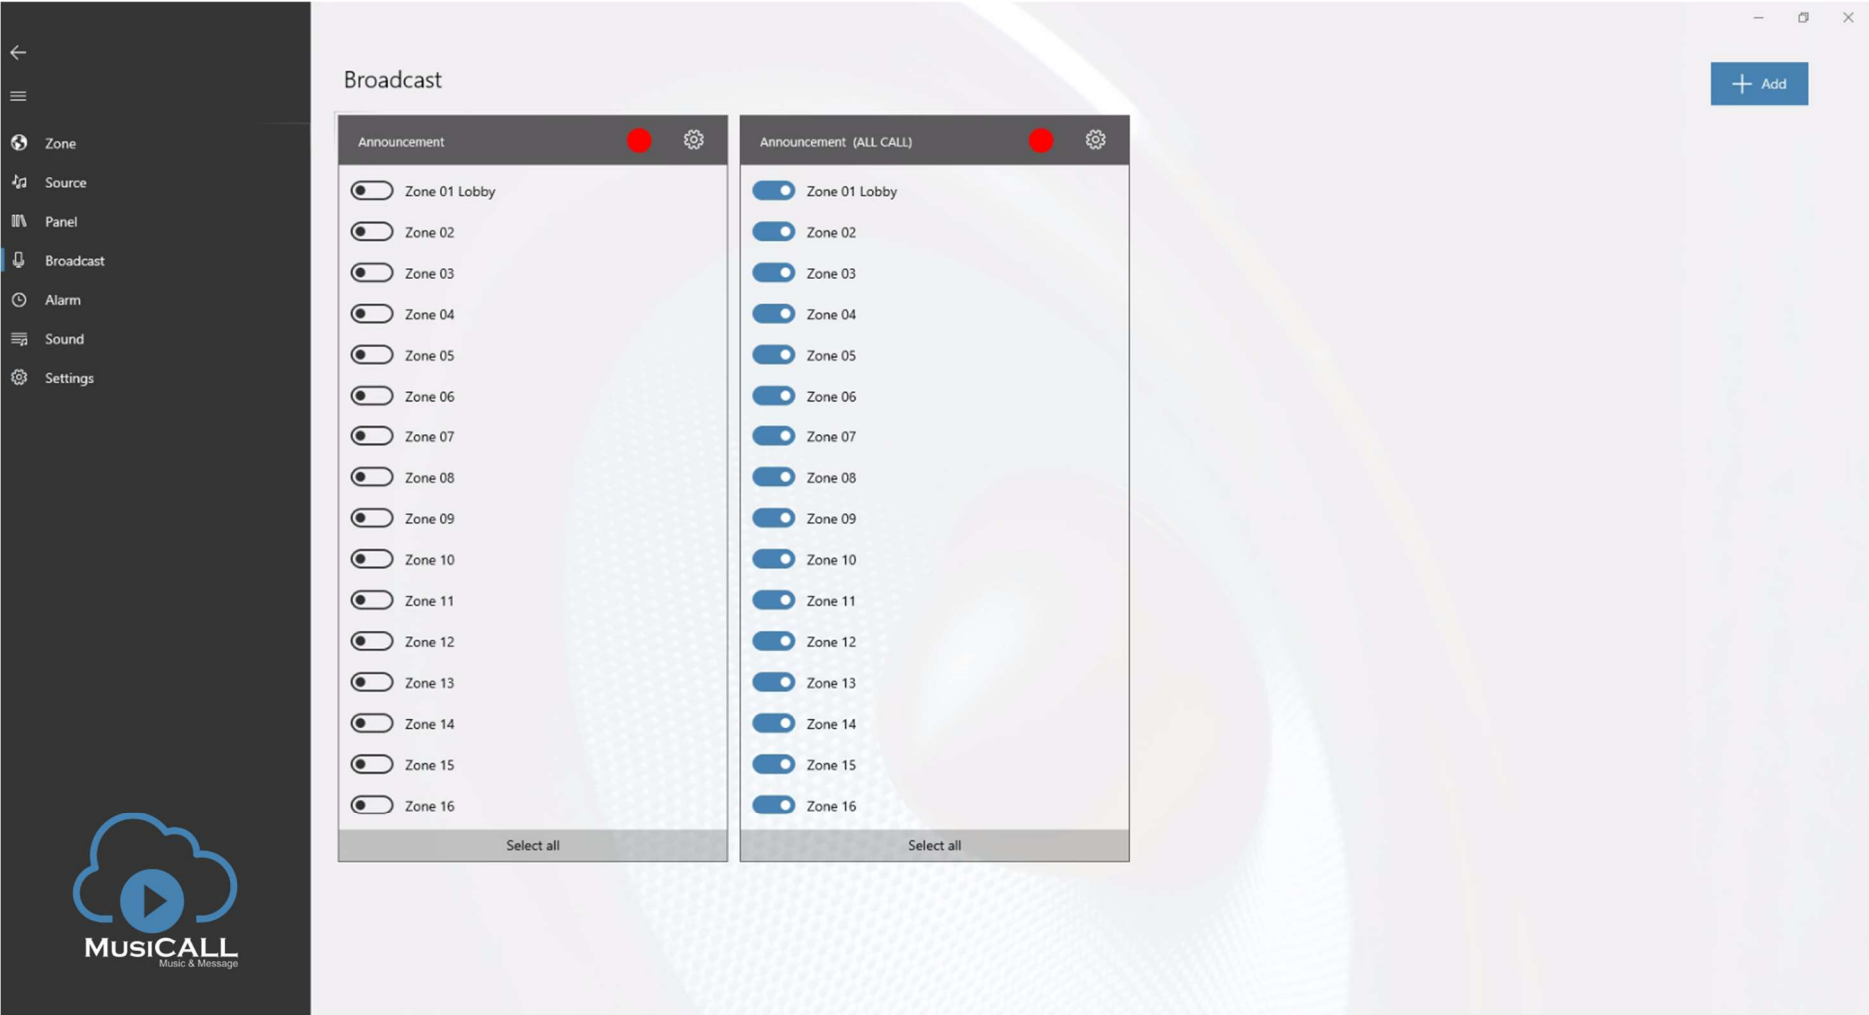 Zone
Source
Panel
Broadcast
Alarm
Sound
Settings
MUSICALL
Music & Message
Broadcast
Add
Announcement
Zone 01 Lobby
Zone 02
Zone 03
Zone 04
Zone 05
Zone 06
Zone 07
Zone 08
Zone 09
Zone 10
Zone 11
Zone 12
Zone 13
Zone 14
Zone 15
Zone 16
Select all
Announcement (ALL CALL)
Zone 01 Lobby
Zone 02
Zone 03
Zone 04
Zone 05
Zone 06
Zone 07
Zone 08
Zone 09
Zone 10
Zone 11
Zone 12
Zone 13
Zone 14
Zone 15
Zone 16
Select all